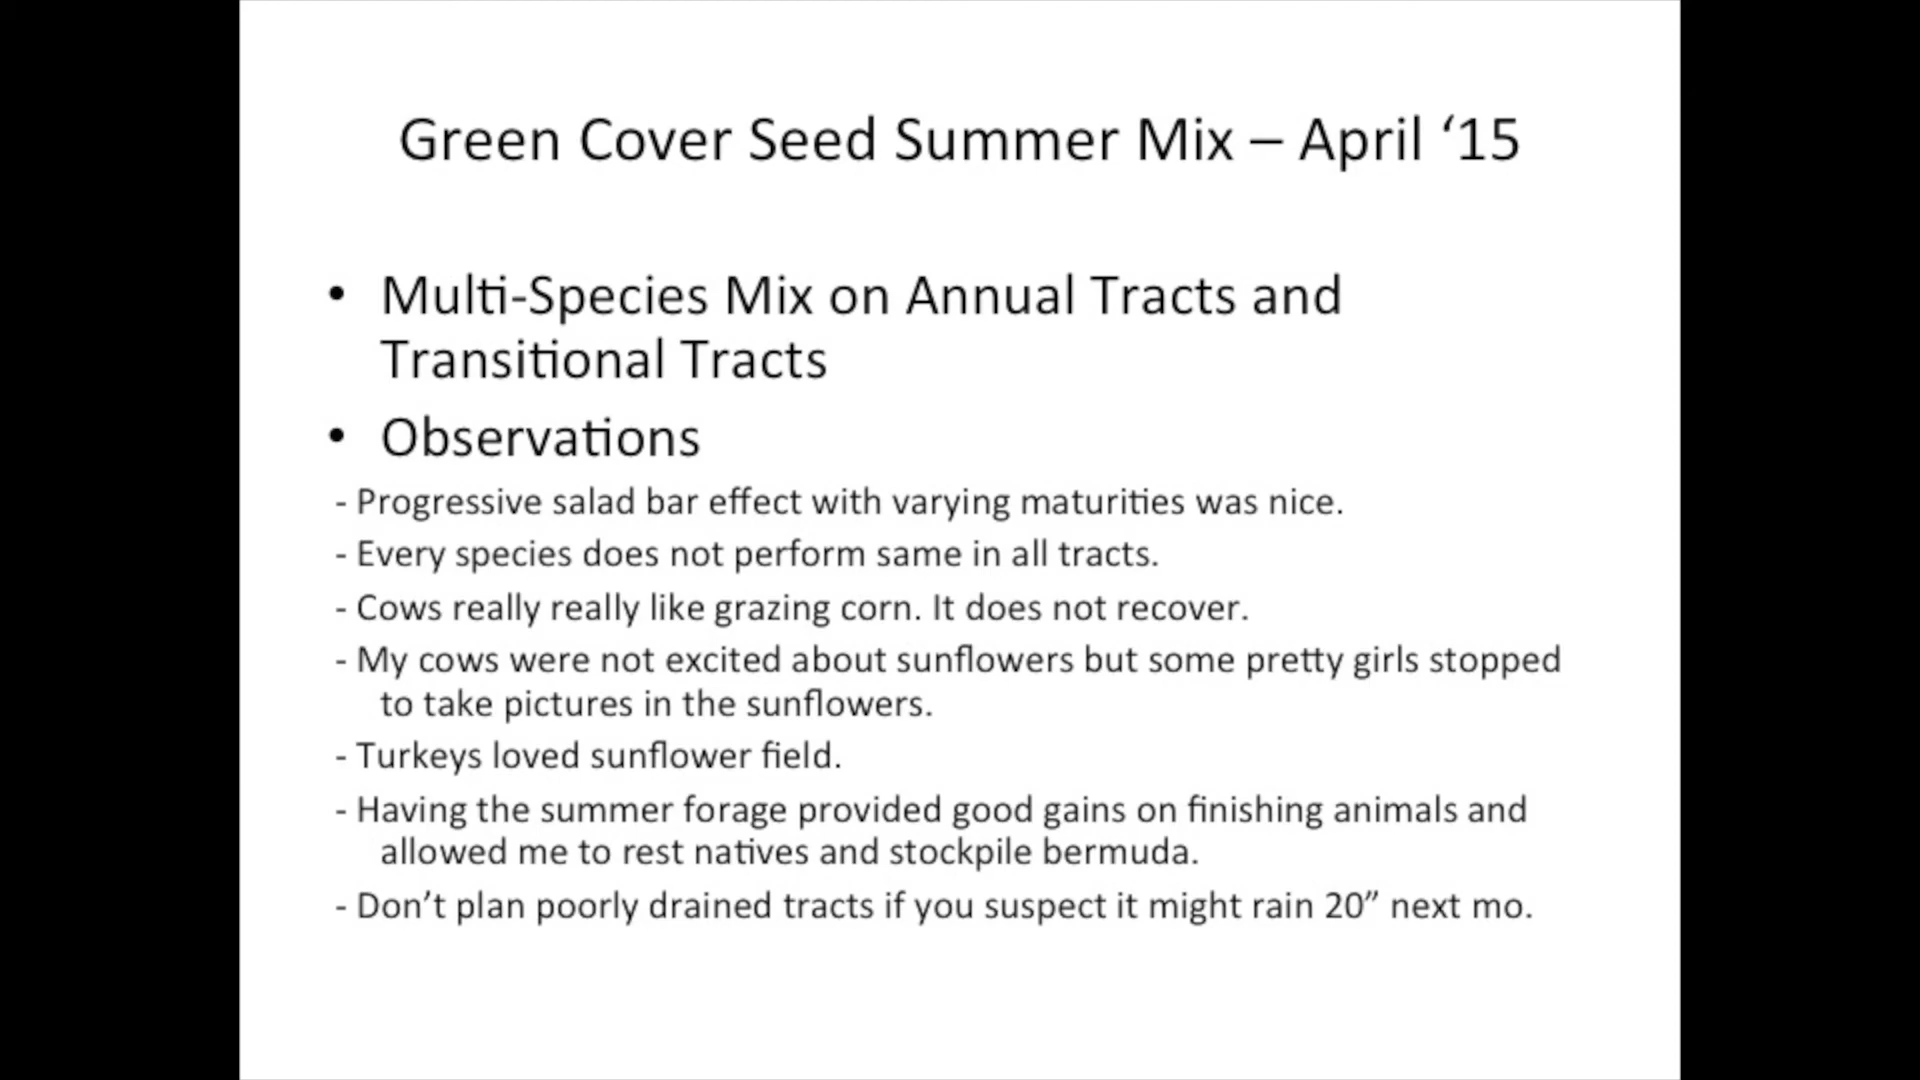 Green Cover Seed Summer Mix – April ‘15
• Multi-Species Mix on Annual Tracts and
Transitional Tracts
• Observations
- Progressive salad bar effect with varying maturities was nice.
- Every species does not perform same in all tracts.
- Cows really really like grazing corn. It does not recover.
- My cows were not excited about sunflowers but some pretty girls stopped
to take pictures in the sunflowers.
- Turkeys loved sunflower field.
- Having the summer forage provided good gains on finishing animals and
allowed me to rest natives and stockpile bermuda.
- Don’t plan poorly drained tracts if you suspect it might rain 20” next mo.